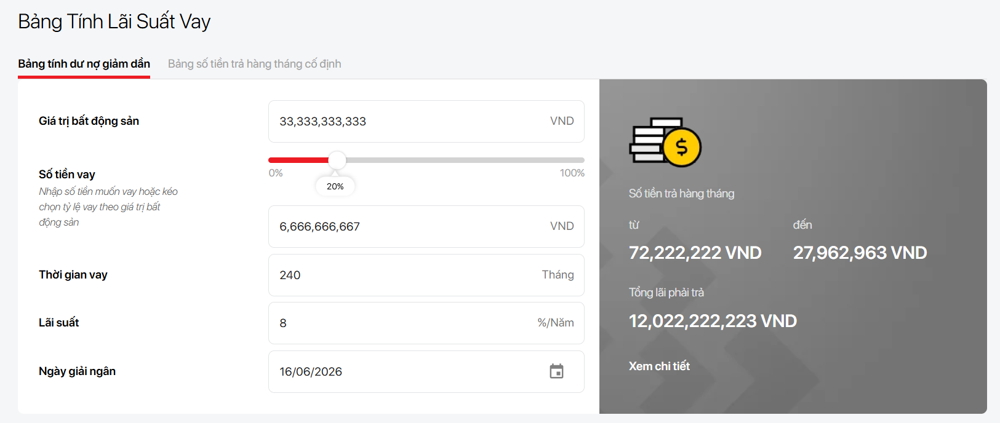 Bảng Tính Lãi Suất Vay
Bảng tính dư nợ giảm dần
Bảng số tiền trả hàng tháng cố định
Giá trị bất động sản
33,333,333,333 VND
0% 100%
20%
Số tiền vay
Nhập số tiền muốn vay hoặc kéo
chọn tỷ lệ vay theo giá trị bất
động sản
6,666,666,667 VND
Thời gian vay
240 Tháng
Lãi suất
8 %/Năm
Ngày giải ngân
16/06/2026
$
Số tiền trả hàng tháng
từ đến
72,222,222 VND 27,962,963 VND
Tổng lãi phải trả
12,022,222,223 VND
Xem chi tiết